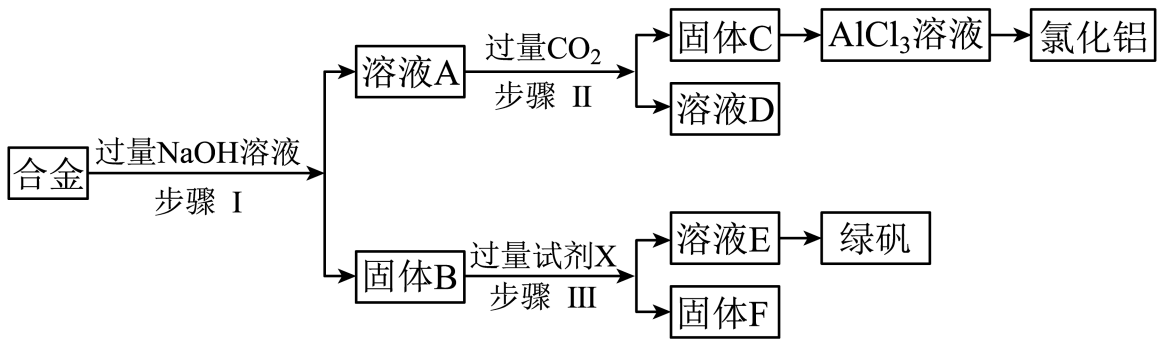 合金
过量NaOH溶液
步骤 Ⅰ
溶液A
过量CO₂
步骤 Ⅱ
固体C
AlCl₃溶液
氯化铝
溶液D
固体B
过量试剂X
步骤 Ⅲ
溶液E
绿矾
固体F